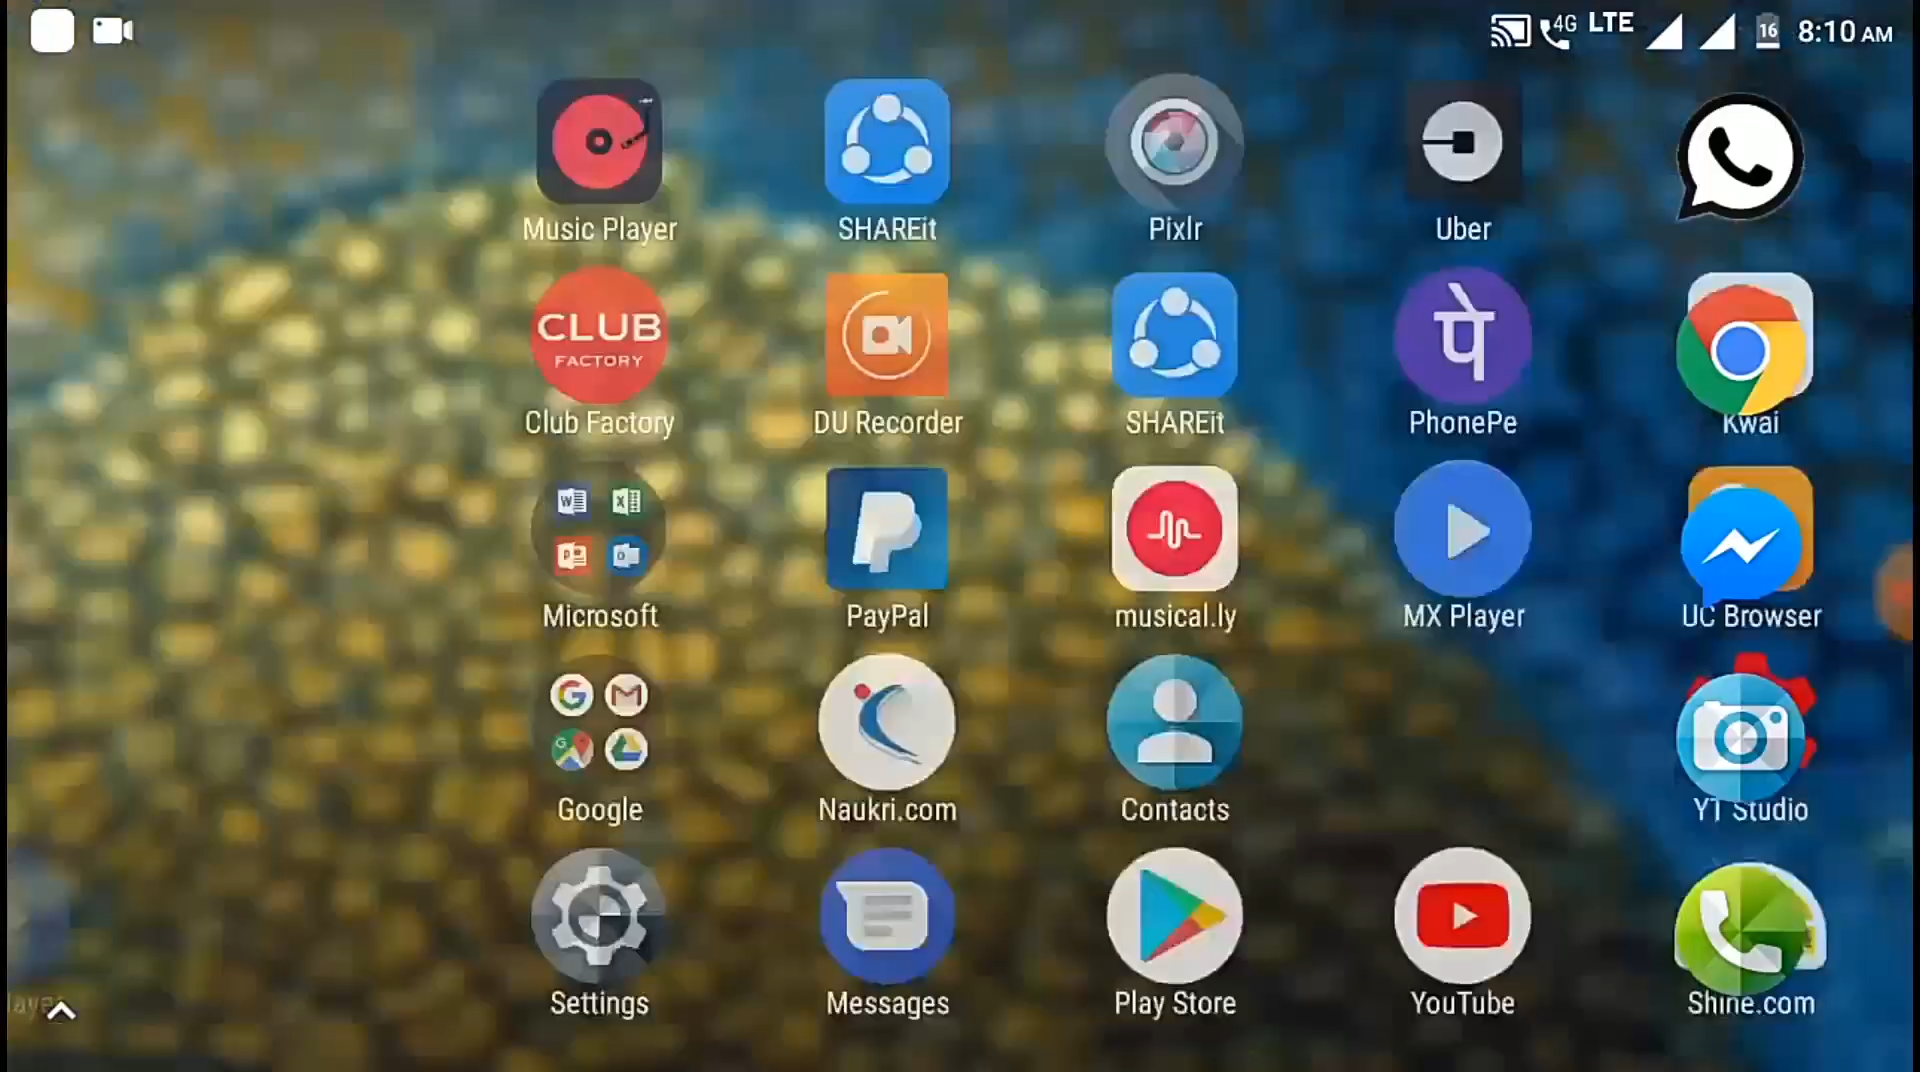 4G LTE 16 8:10 AM
Music Player SHAREit Pixlr Uber
CLUB
FACTORY
पे
Club Factory DU Recorder SHAREit PhonePe Kwai
W X
P O
Microsoft PayPal musical.ly MX Player UC Browser
G M
G
Google Naukri.com Contacts YT Studio
Settings Messages Play Store YouTube Shine.com